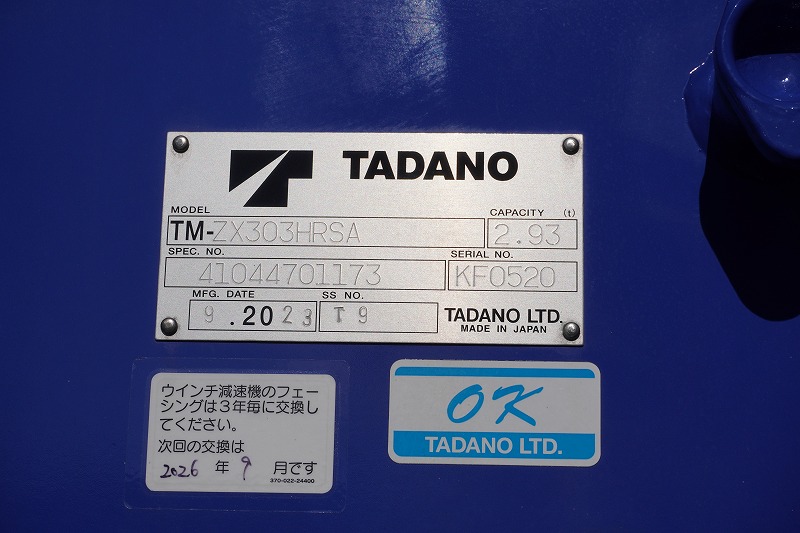 TADANO
MODEL
CAPACITY (t)
TM-ZX303HRSA
2.93
SPEC. NO.
SERIAL NO.
41044701173
KF0520
MFG. DATE
SS NO.
9 .2023
T9
TADANO LTD.
MADE IN JAPAN
ウインチ減速機のフェー
シングは3年毎に交換し
てください。
次回の交換は
2026 年 9 月です
370-022-24400
OK
TADANO LTD.